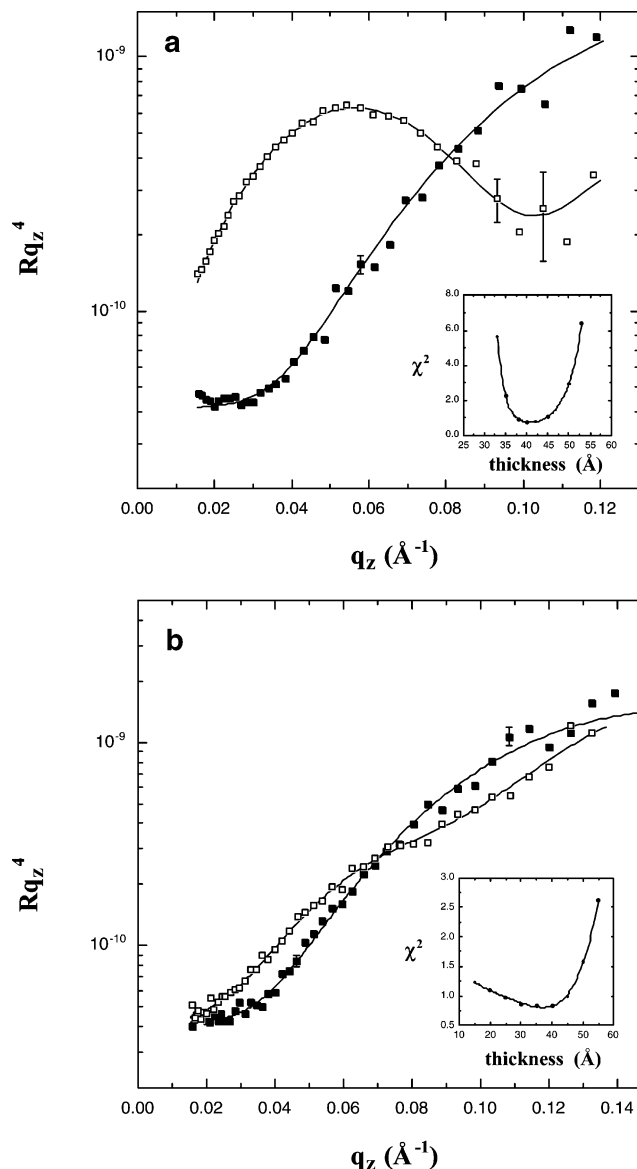 a
10⁻⁹
10⁻¹⁰
Rq_z⁴
0.00 0.02 0.04 0.06 0.08 0.10 0.12
q_z (Å⁻¹)
8.0
6.0
4.0
2.0
0.0
χ²
25 30 35 40 45 50 55 60
thickness (Å)
b
10⁻⁹
10⁻¹⁰
Rq_z⁴
0.00 0.02 0.04 0.06 0.08 0.10 0.12 0.14
q_z (Å⁻¹)
3.0
2.5
2.0
1.5
1.0
0.5
χ²
10 20 30 40 50 60
thickness (Å)